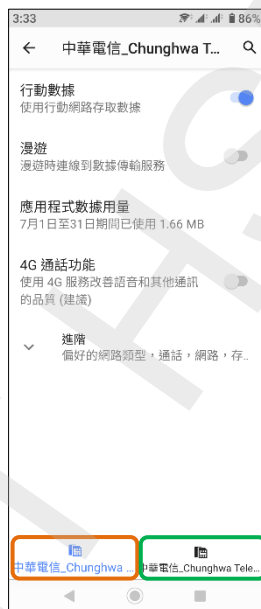 3:33 86%
中華電信_Chunghwa T...
行動數據
使用行動網路存取數據
漫遊
漫遊時連線到數據傳輸服務
應用程式數據用量
7月1日至31日期間已使用 1.66 MB
4G 通話功能
使用 4G 服務改善語音和其他通訊
的品質 (建議)
進階
偏好的網路類型，通話，網路，存..
中華電信_Chunghwa ... 中華電信_Chunghwa Tele...